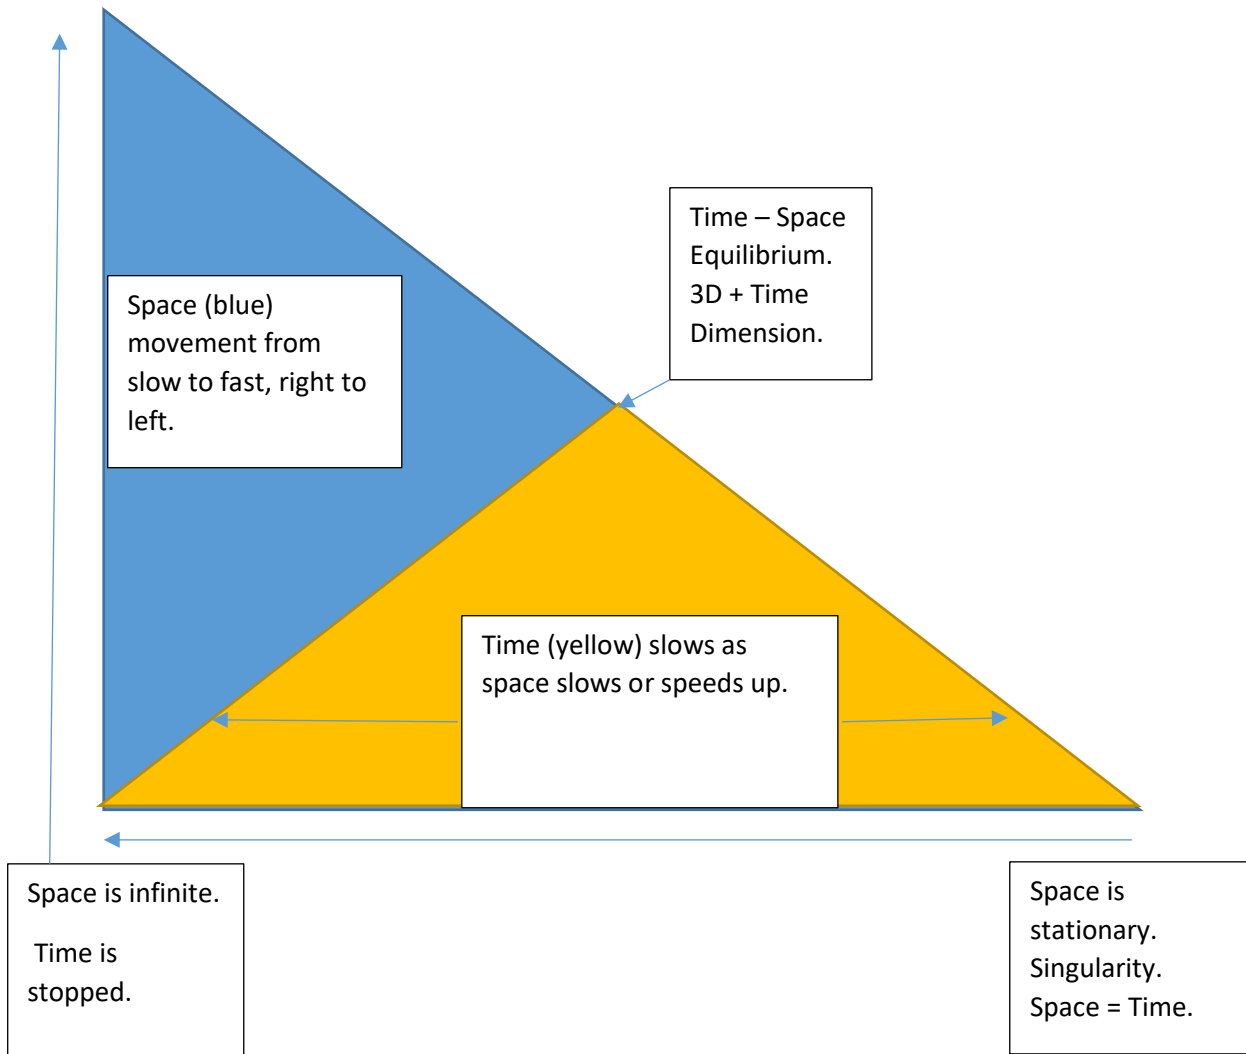 Time – Space
Equilibrium.
3D + Time
Dimension.
Space (blue)
movement from
slow to fast, right to
left.
Time (yellow) slows as
space slows or speeds up.
Space is infinite.
Time is
stopped.
Space is
stationary.
Singularity.
Space = Time.